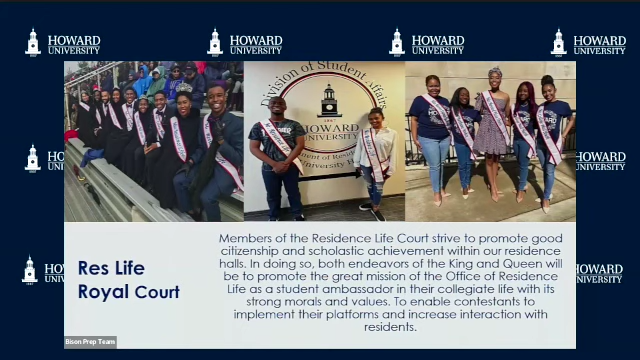 HOWARD
UNIVERSITY
HOWARD
UNIVERSITY
HOWARD
UNIVERSITY
HOWARD
UNIVERSITY
Division of Student Affairs
1867
HOWARD
UNIVERSITY
University
HOWARD
UNIVERSITY
HOWARD
UNIVERSITY
HOWARD
UNIVERSITY
HOWARD
UNIVERSITY
Res Life
Royal Court
Members of the Residence Life Court strive to promote good
citizenship and scholastic achievement within our residence
halls. In doing so, both endeavors of the King and Queen will
be to promote the great mission of the Office of Residence
Life as a student ambassador in their collegiate life with its
strong morals and values. To enable contestants to
implement their platforms and increase interaction with
residents.
Bison Prep Team